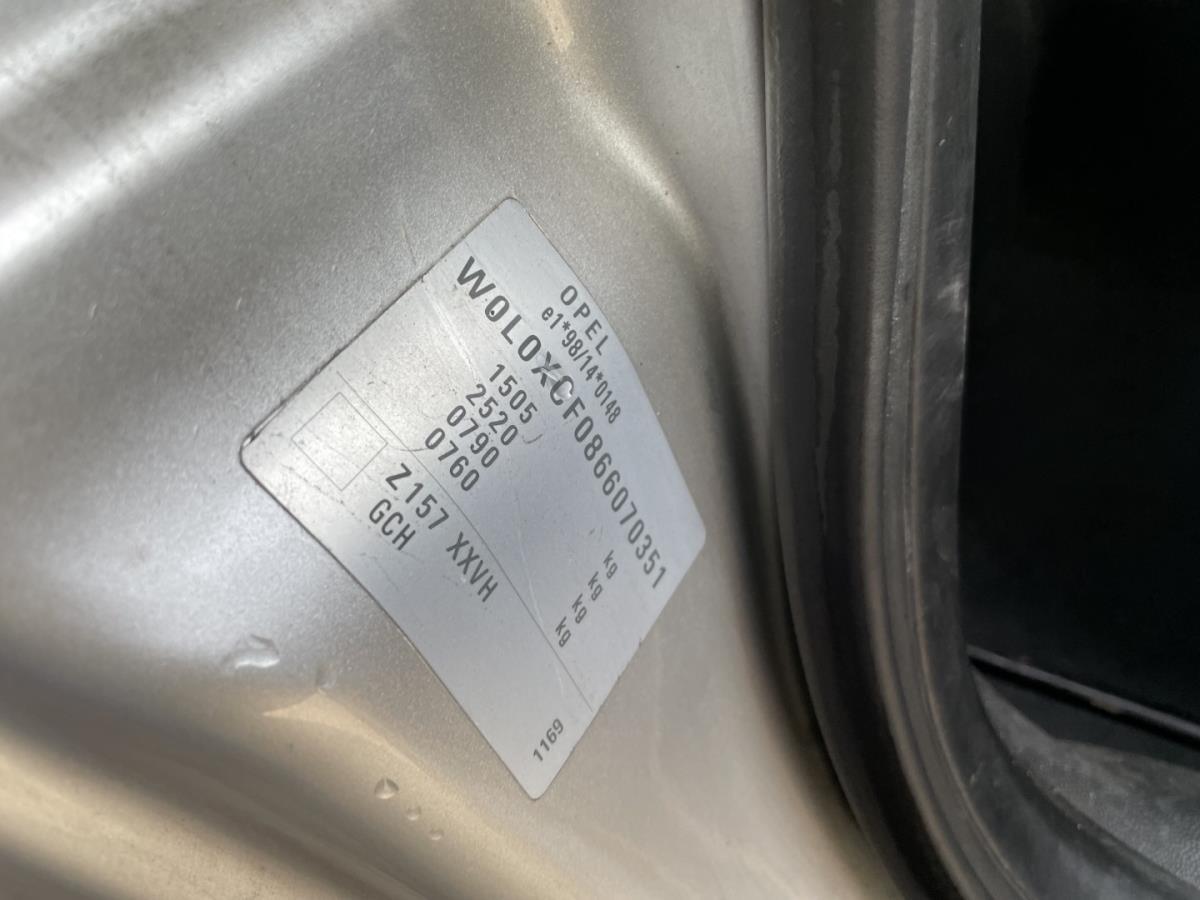 OPEL
e1*98/14*0148
W0L0XCF0866070351
1505 kg
2520 kg
0790 kg
0760 kg
Z157 XXVH
GCH
1169